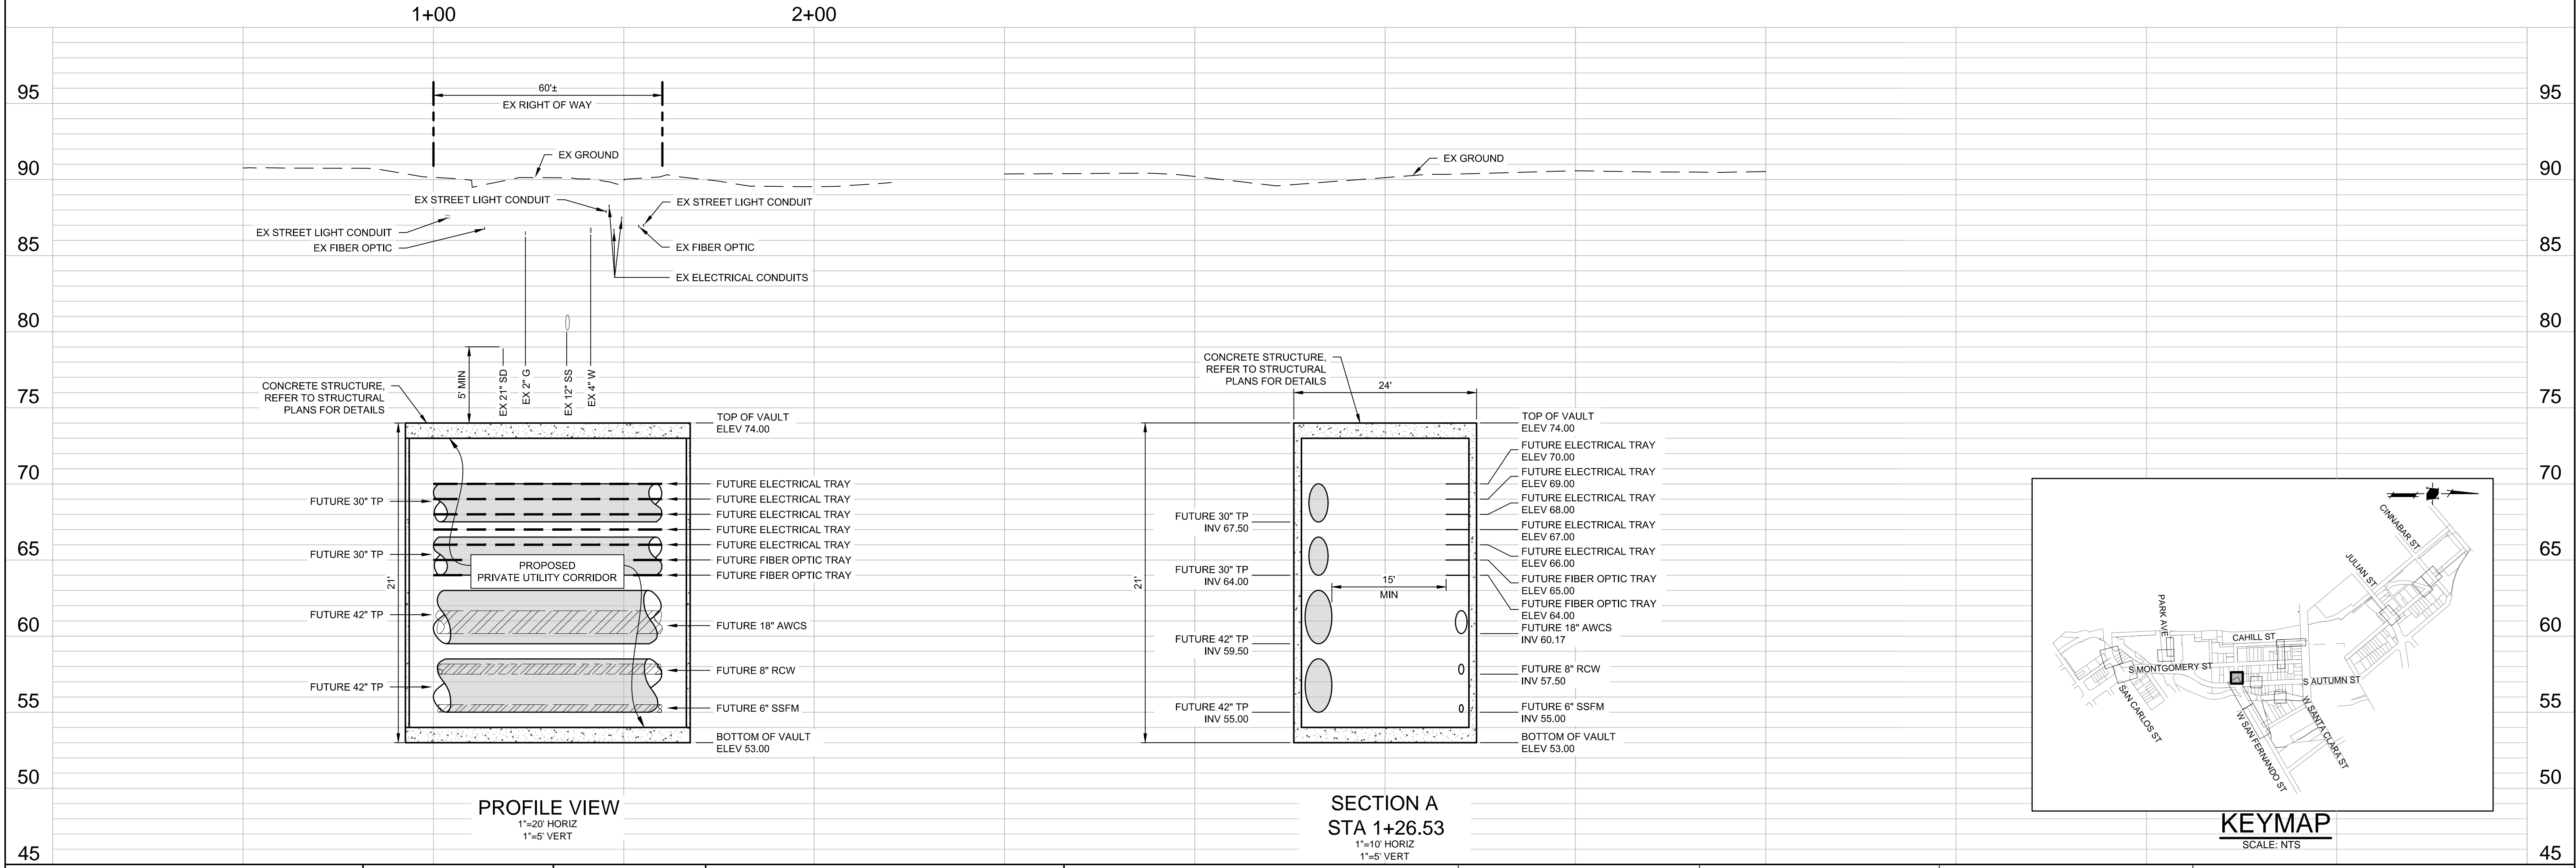 1+00
2+00
95
90
85
80
75
70
65
60
55
50
45
60'±
EX RIGHT OF WAY
EX GROUND
EX STREET LIGHT CONDUIT
EX STREET LIGHT CONDUIT
EX STREET LIGHT CONDUIT
EX FIBER OPTIC
EX FIBER OPTIC
EX ELECTRICAL CONDUITS
5' MIN
EX 21" SD
EX 2" G
EX 12" SS
EX 4" W
CONCRETE STRUCTURE,
REFER TO STRUCTURAL
PLANS FOR DETAILS
TOP OF VAULT
ELEV 74.00
21'
FUTURE 30" TP
FUTURE 30" TP
FUTURE 42" TP
FUTURE 42" TP
PROPOSED
PRIVATE UTILITY CORRIDOR
FUTURE ELECTRICAL TRAY
FUTURE ELECTRICAL TRAY
FUTURE ELECTRICAL TRAY
FUTURE ELECTRICAL TRAY
FUTURE ELECTRICAL TRAY
FUTURE FIBER OPTIC TRAY
FUTURE FIBER OPTIC TRAY
FUTURE 18" AWCS
FUTURE 8" RCW
FUTURE 6" SSFM
BOTTOM OF VAULT
ELEV 53.00
PROFILE VIEW
1"=20' HORIZ
1"=5' VERT
EX GROUND
CONCRETE STRUCTURE,
REFER TO STRUCTURAL
PLANS FOR DETAILS
24'
21'
FUTURE 30" TP
INV 67.50
FUTURE 30" TP
INV 64.00
FUTURE 42" TP
INV 59.50
FUTURE 42" TP
INV 55.00
15'
MIN
TOP OF VAULT
ELEV 74.00
FUTURE ELECTRICAL TRAY
ELEV 70.00
FUTURE ELECTRICAL TRAY
ELEV 69.00
FUTURE ELECTRICAL TRAY
ELEV 68.00
FUTURE ELECTRICAL TRAY
ELEV 67.00
FUTURE ELECTRICAL TRAY
ELEV 66.00
FUTURE FIBER OPTIC TRAY
ELEV 65.00
FUTURE FIBER OPTIC TRAY
ELEV 64.00
FUTURE 18" AWCS
INV 60.17
FUTURE 8" RCW
INV 57.50
FUTURE 6" SSFM
INV 55.00
BOTTOM OF VAULT
ELEV 53.00
SECTION A
STA 1+26.53
1"=10' HORIZ
1"=5' VERT
CINNABAR ST
JULIAN ST
PARK AVE
CAHILL ST
S MONTGOMERY ST
S AUTUMN ST
SAN CARLOS ST
W SAN FERNANDO ST
W SANTA CLARA ST
KEYMAP
SCALE: NTS
95
90
85
80
75
70
65
60
55
50
45